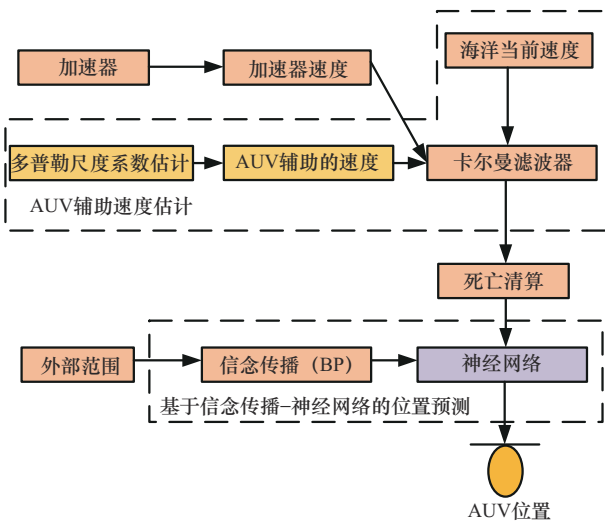 海洋当前速度
加速器
加速器速度
多普勒尺度系数估计
AUV辅助的速度
卡尔曼滤波器
AUV辅助速度估计
死亡清算
外部范围
信念传播（BP）
神经网络
基于信念传播–神经网络的位置预测
AUV位置